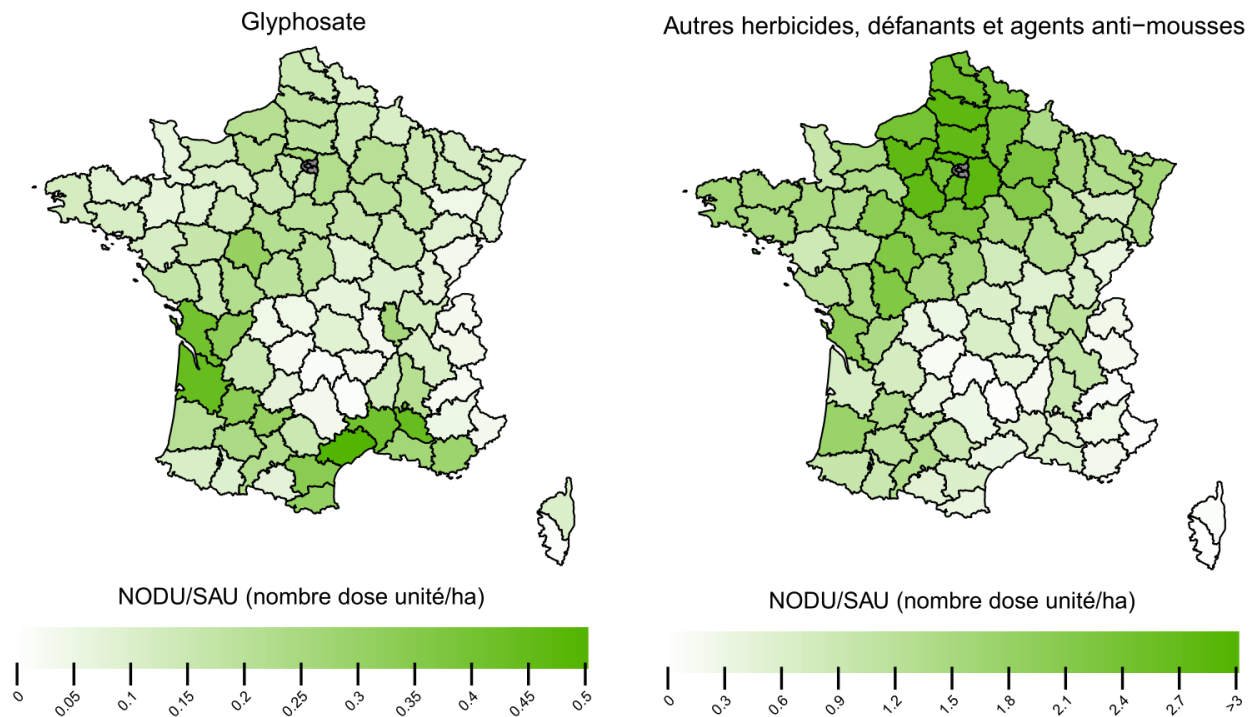 Glyphosate
Autres herbicides, défanants et agents anti−mousses
NODU/SAU (nombre dose unité/ha)
0 0.05 0.1 0.15 0.2 0.25 0.35 0.4 0.45 0.5
NODU/SAU (nombre dose unité/ha)
0 0.3 0.6 0.9 1.2 1.5 1.8 2.1 2.4 2.7 >3